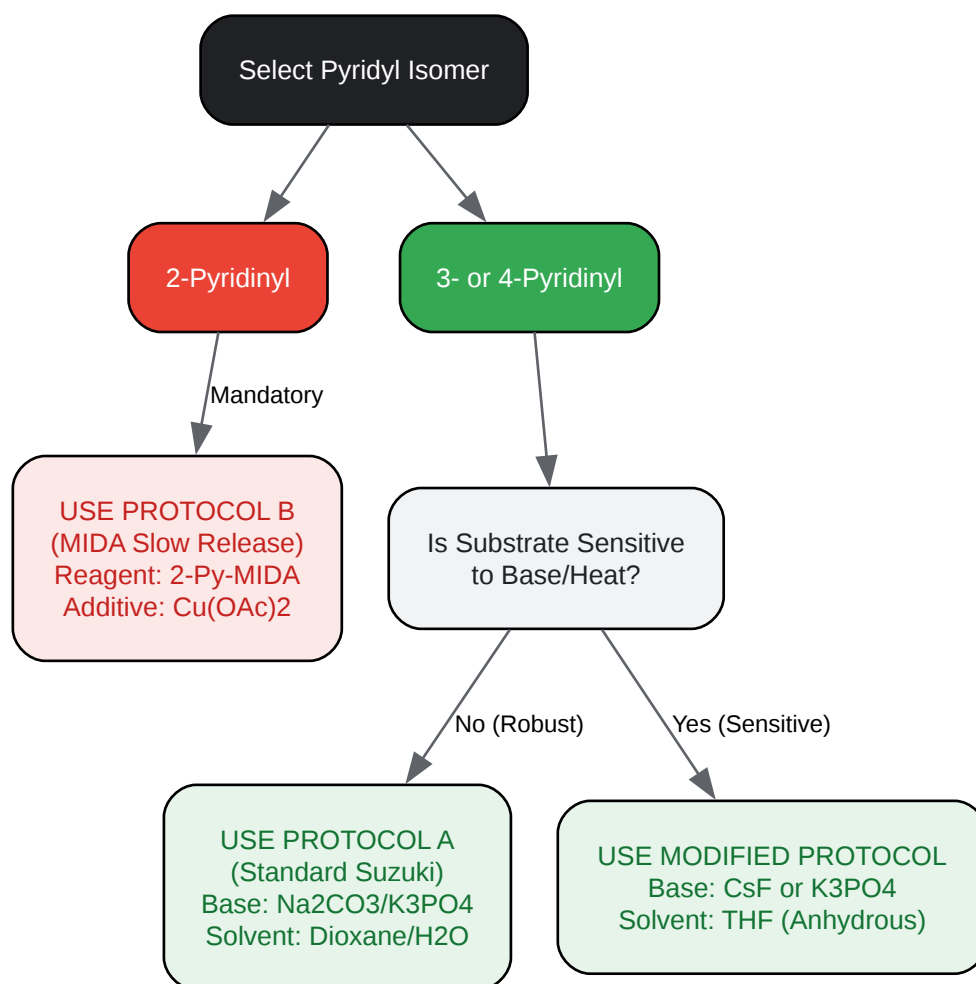 Select Pyridyl Isomer
2-Pyridinyl
3- or 4-Pyridinyl
Mandatory
USE PROTOCOL B
(MIDA Slow Release)
Reagent: 2-Py-MIDA
Additive: Cu(OAc)2
Is Substrate Sensitive
to Base/Heat?
No (Robust)
Yes (Sensitive)
USE PROTOCOL A
(Standard Suzuki)
Base: Na2CO3/K3PO4
Solvent: Dioxane/H2O
USE MODIFIED PROTOCOL
Base: CsF or K3PO4
Solvent: THF (Anhydrous)